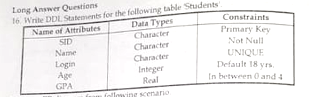 Long Answer Questions
16. Write DDL Statements for the following table 'Students'
Name of Attributes Data Types Constraints
SID Character Primary Key
Name Character Not Null
Login Character UNIQUE
Age Integer Default 18 yrs.
GPA Real In between 0 and 4
from following scenario